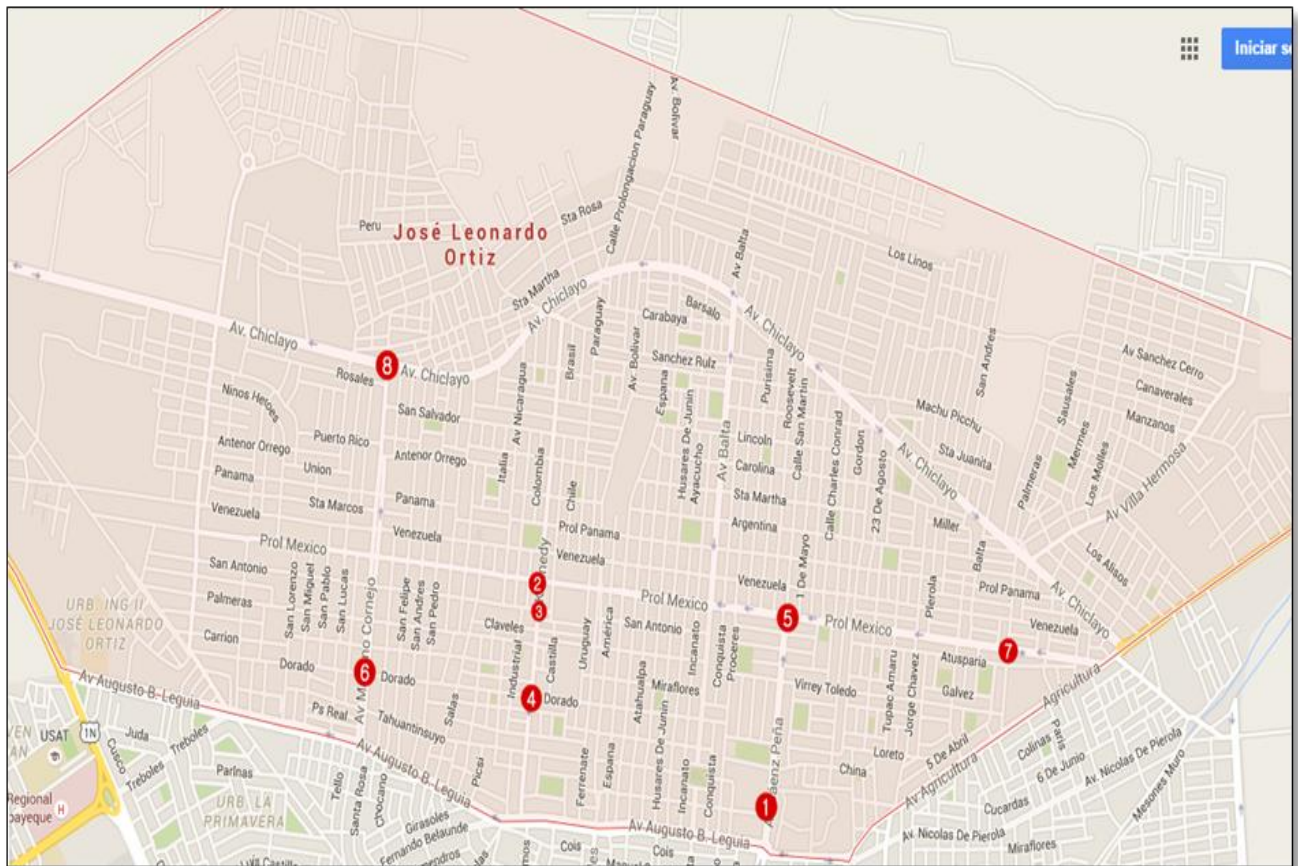 Iniciar se
Av. Bolivar
Calle Prolongacion Paraguay
Sta Rosa
Peru
José Leonardo
Ortiz
Los Linos
Av Balta
Sta Martha
Av. Chiclayo
Barsalo
Carabaya
Av. Chiclayo
Paraguay
Av. Chiclayo
Av. Bolivar
Sanchez Ruiz
Brasil
San Andres
Av Sanchez Cerro
8
Av. Chiclayo
Rosales
Canaverales
Purisima
Espana
Roosevelt
Calle San Martin
Sausales
Ninos Heroes
San Salvador
Av Nicaragua
Husares De Junin
Ayacucho
Av Balta
Machu Picchu
Manzanos
Mermes
Los Molles
Puerto Rico
Lincoln
Calle Charles Conrad
Gordon
Sta Juanita
Antenor Orrego
Antenor Orrego
Italia
Colombia
Carolina
Av. Chiclayo
Palmeras
Av Villa Hermosa
Union
Panama
Panama
Chile
Sta Martha
23 De Agosto
Sta Marcos
Venezuela
Venezuela
Prol Panama
Argentina
Miller
Prol Mexico
Venezuela
1 De Mayo
Balta
Los Alisos
San Antonio
2
Venezuela
Prol Panama
Av. Chiclayo
San Lorenzo
San Miguel
San Pablo
San Lucas
San Felipe
San Andres
San Pedro
Palmeras
3
Prol Mexico
5
Prol Mexico
Pierola
Venezuela
URB. ING II
JOSÉ LEONARDO
ORTIZ
Claveles
América
San Antonio
Carrion
Uruguay
Incanato
Conquista
Proceres
7
Atusparia
Dorado
6
Dorado
Industrial
Castilla
Atahualpa
Miraflores
Virrey Toledo
Tupac Amaru
Jorge Chavez
Galvez
Agricultura
Av Augusto B. Leguia
4
Dorado
Ps Real
Tahuantinsuyo
Salas
Husares De Junin
Loreto
5 De Abril
Colinas
Paris
1N
USAT
Juda
Treboles
Cusco
Treboles
Av Augusto B. Leguia
Picsi
Ferrenate
Espana
Incanato
Conquista
China
Av Agricultura
6 De Junio
Av. Nicolas De Pierola
Mesones Muro
Parinas
Tello
Santa Rosa
Chocano
1
Cucardas
Regional
H
URB. LA
PRIMAVERA
Girasoles
Fernando Belaunde
Av Augusto B. Leguia
Av. Nicolas De Pierola
Cois
Cois
Miraflores